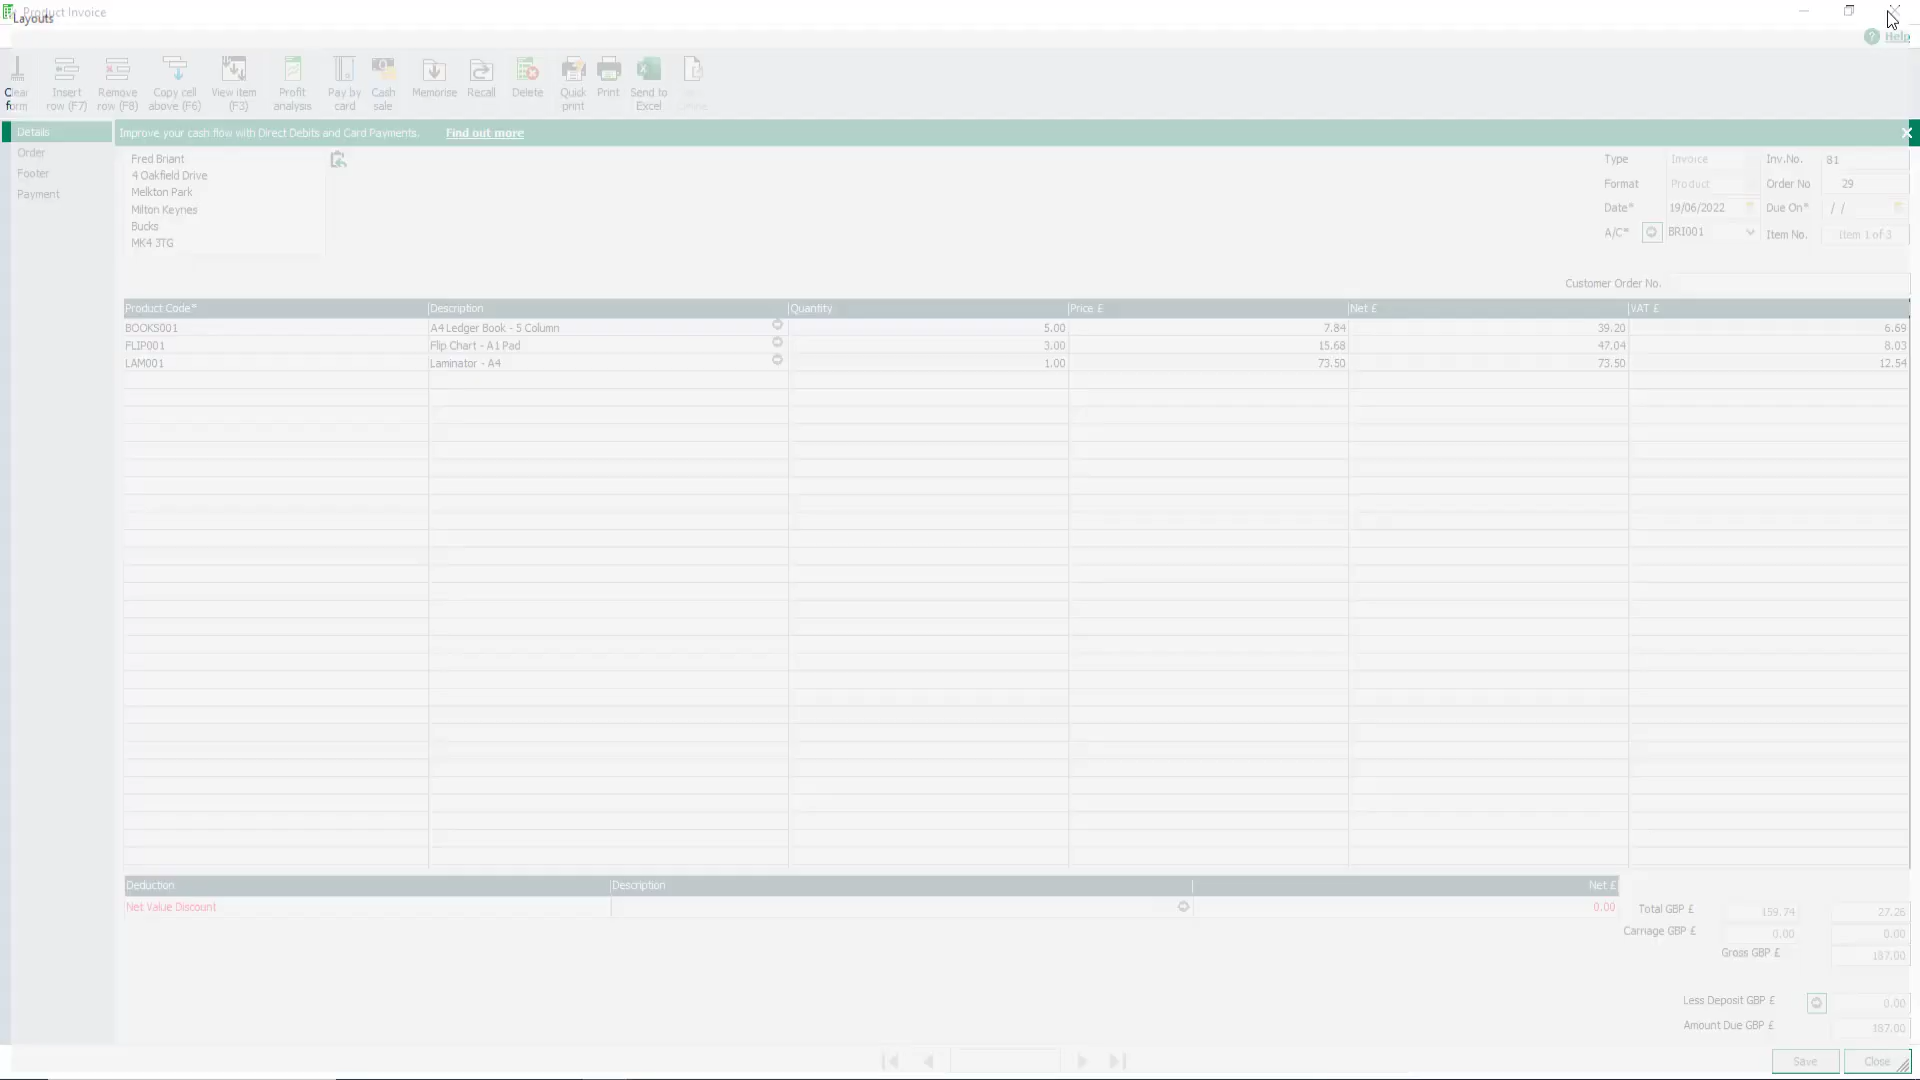 Product Invoice
Layouts
Help
Clear form
Insert row (F7)
Remove row (F8)
Copy cell above (F6)
View item (F3)
Profit analysis
Pay by card
Cash sale
Memorise
Recall
Delete
Quick print
Print
Send to Excel
Details
Order
Footer
Payment
Improve your cash flow with Direct Debits and Card Payments. Find out more
Fred Briant
4 Oakfield Drive
Melkton Park
Milton Keynes
Bucks
MK4 3TG
Type Invoice Inv.No. 81
Format Product Order No 29
Date* 19/06/2022 Due On* / /
A/C* BRI001 Item No. Item 1 of 3
Customer Order No.
Product Code* Description Quantity Price £ Net £ VAT £
BOOKS001 A4 Ledger Book - 5 Column 5.00 7.84 39.20 6.69
FLIP001 Flip Chart - A1 Pad 3.00 15.68 47.04 8.03
LAM001 Laminator - A4 1.00 73.50 73.50 12.54
Deduction Description Net £
Net Value Discount 0.00
Total GBP £ 159.74 27.26
Carriage GBP £ 0.00 0.00
Gross GBP £ 187.00
Less Deposit GBP £ 0.00
Amount Due GBP £ 187.00
Save Close